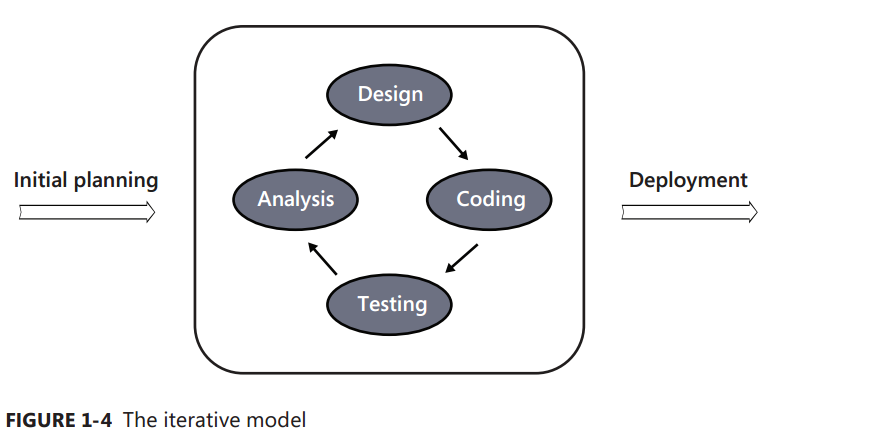 Design
Initial planning
Analysis
Coding
Deployment
Testing
FIGURE 1-4 The iterative model